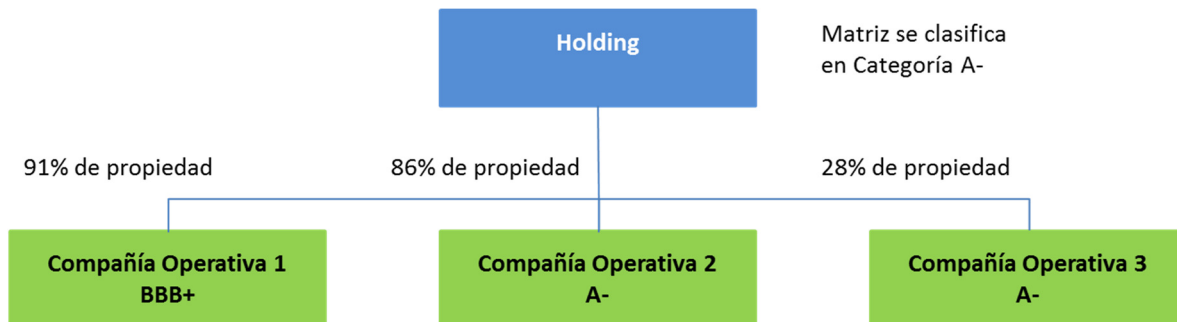 Holding
Matriz se clasifica
en Categoría A-
91% de propiedad
86% de propiedad
28% de propiedad
Compañía Operativa 1
BBB+
Compañía Operativa 2
A-
Compañía Operativa 3
A-